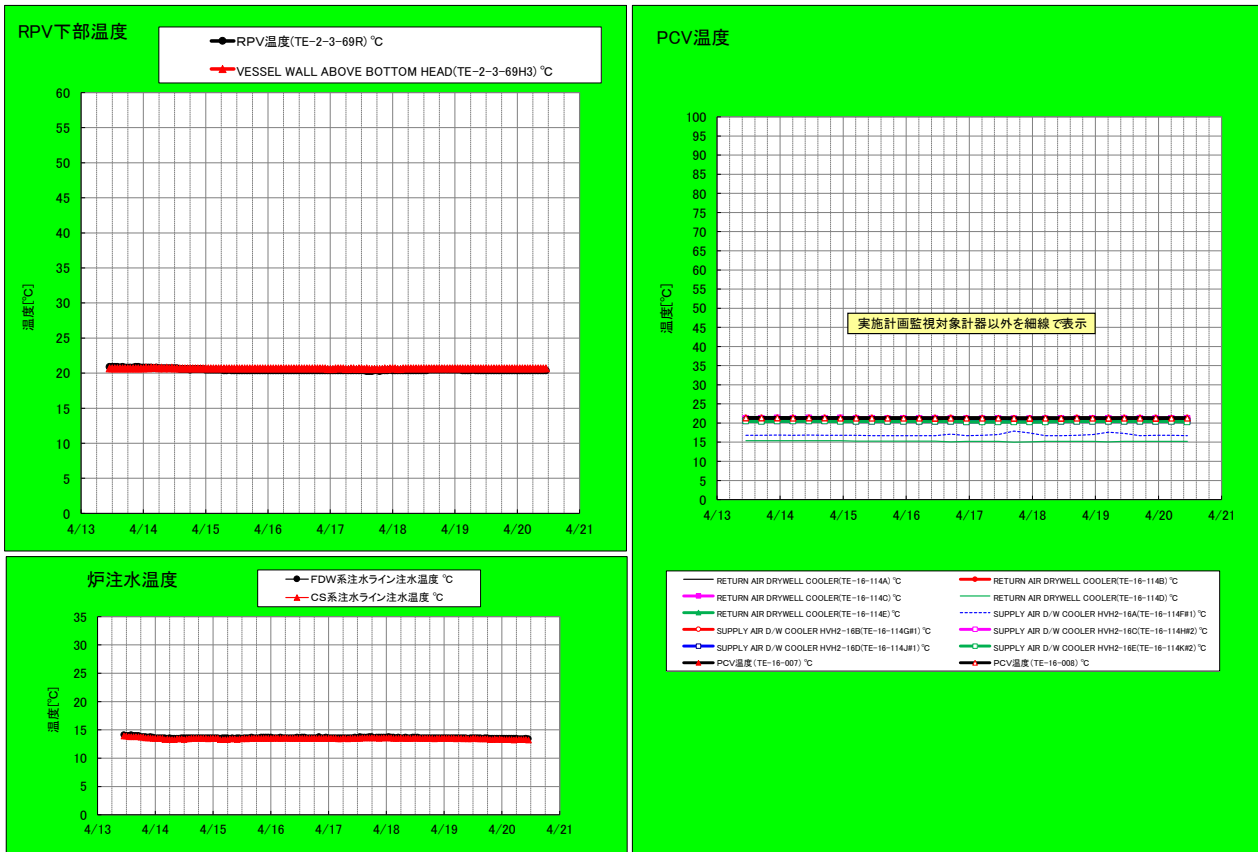 RPV下部温度
RPV温度(TE-2-3-69R) ℃
VESSEL WALL ABOVE BOTTOM HEAD(TE-2-3-69H3) ℃
60
55
50
45
40
35
30
25
20
15
10
5
0
温度[℃]
4/13 4/14 4/15 4/16 4/17 4/18 4/19 4/20 4/21
炉注水温度
FDW系注水ライン注水温度 ℃
CS系注水ライン注水温度 ℃
35
30
25
20
15
10
5
0
温度[℃]
4/13 4/14 4/15 4/16 4/17 4/18 4/19 4/20 4/21
PCV温度
100
95
90
85
80
75
70
65
60
55
50
45
40
35
30
25
20
15
10
5
0
温度[℃]
実施計画監視対象計器以外を細線で表示
4/13 4/14 4/15 4/16 4/17 4/18 4/19 4/20 4/21
RETURN AIR DRYWELL COOLER(TE-16-114A) ℃ RETURN AIR DRYWELL COOLER(TE-16-114B) ℃
RETURN AIR DRYWELL COOLER(TE-16-114C) ℃ RETURN AIR DRYWELL COOLER(TE-16-114D) ℃
RETURN AIR DRYWELL COOLER(TE-16-114E) ℃ SUPPLY AIR D/W COOLER HVH2-16A(TE-16-114F#1) ℃
SUPPLY AIR D/W COOLER HVH2-16B(TE-16-114G#1) ℃ SUPPLY AIR D/W COOLER HVH2-16C(TE-16-114H#2) ℃
SUPPLY AIR D/W COOLER HVH2-16D(TE-16-114J#1) ℃ SUPPLY AIR D/W COOLER HVH2-16E(TE-16-114K#2) ℃
PCV温度(TE-16-007) ℃ PCV温度(TE-16-008) ℃